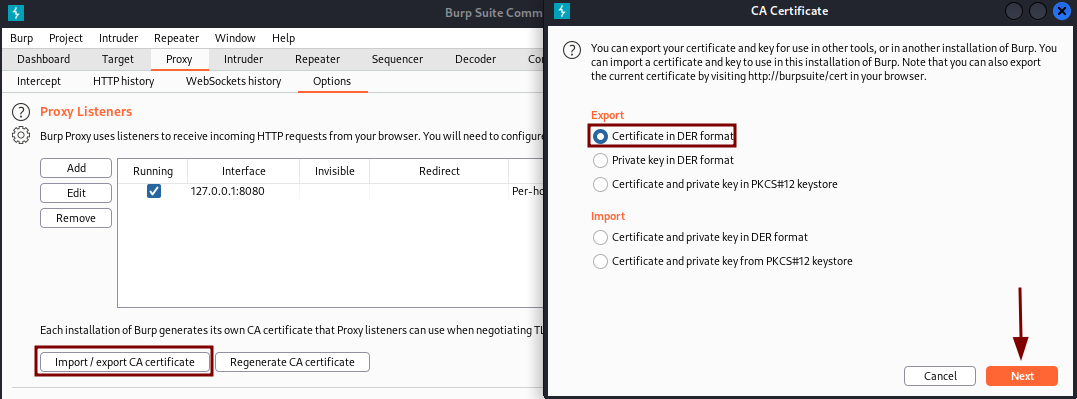 Burp Suite Comm
Burp Project Intruder Repeater Window Help
Dashboard Target Proxy Intruder Repeater Sequencer Decoder Co
Intercept HTTP history WebSockets history Options
? Proxy Listeners
Burp Proxy uses listeners to receive incoming HTTP requests from your browser. You will need to configure
Add
Edit
Remove
Running Interface Invisible Redirect
127.0.0.1:8080 Per-ho
Each installation of Burp generates its own CA certificate that Proxy listeners can use when negotiating TL
Import / export CA certificate Regenerate CA certificate
CA Certificate
? You can export your certificate and key for use in other tools, or in another installation of Burp. You
can import a certificate and key to use in this installation of Burp. Note that you can also export
the current certificate by visiting http://burpsuite/cert in your browser.
Export
Certificate in DER format
Private key in DER format
Certificate and private key in PKCS#12 keystore
Import
Certificate and private key in DER format
Certificate and private key from PKCS#12 keystore
Cancel Next